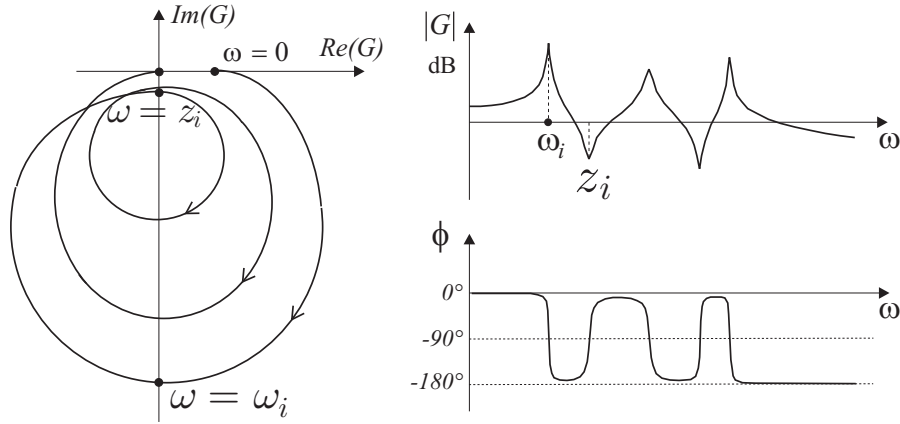 Im(G)
Re(G)
ω = 0
ω = z_i
ω = ω_i
|G|
dB
ω_i
z_i
ω
ϕ
0°
-90°
-180°
ω